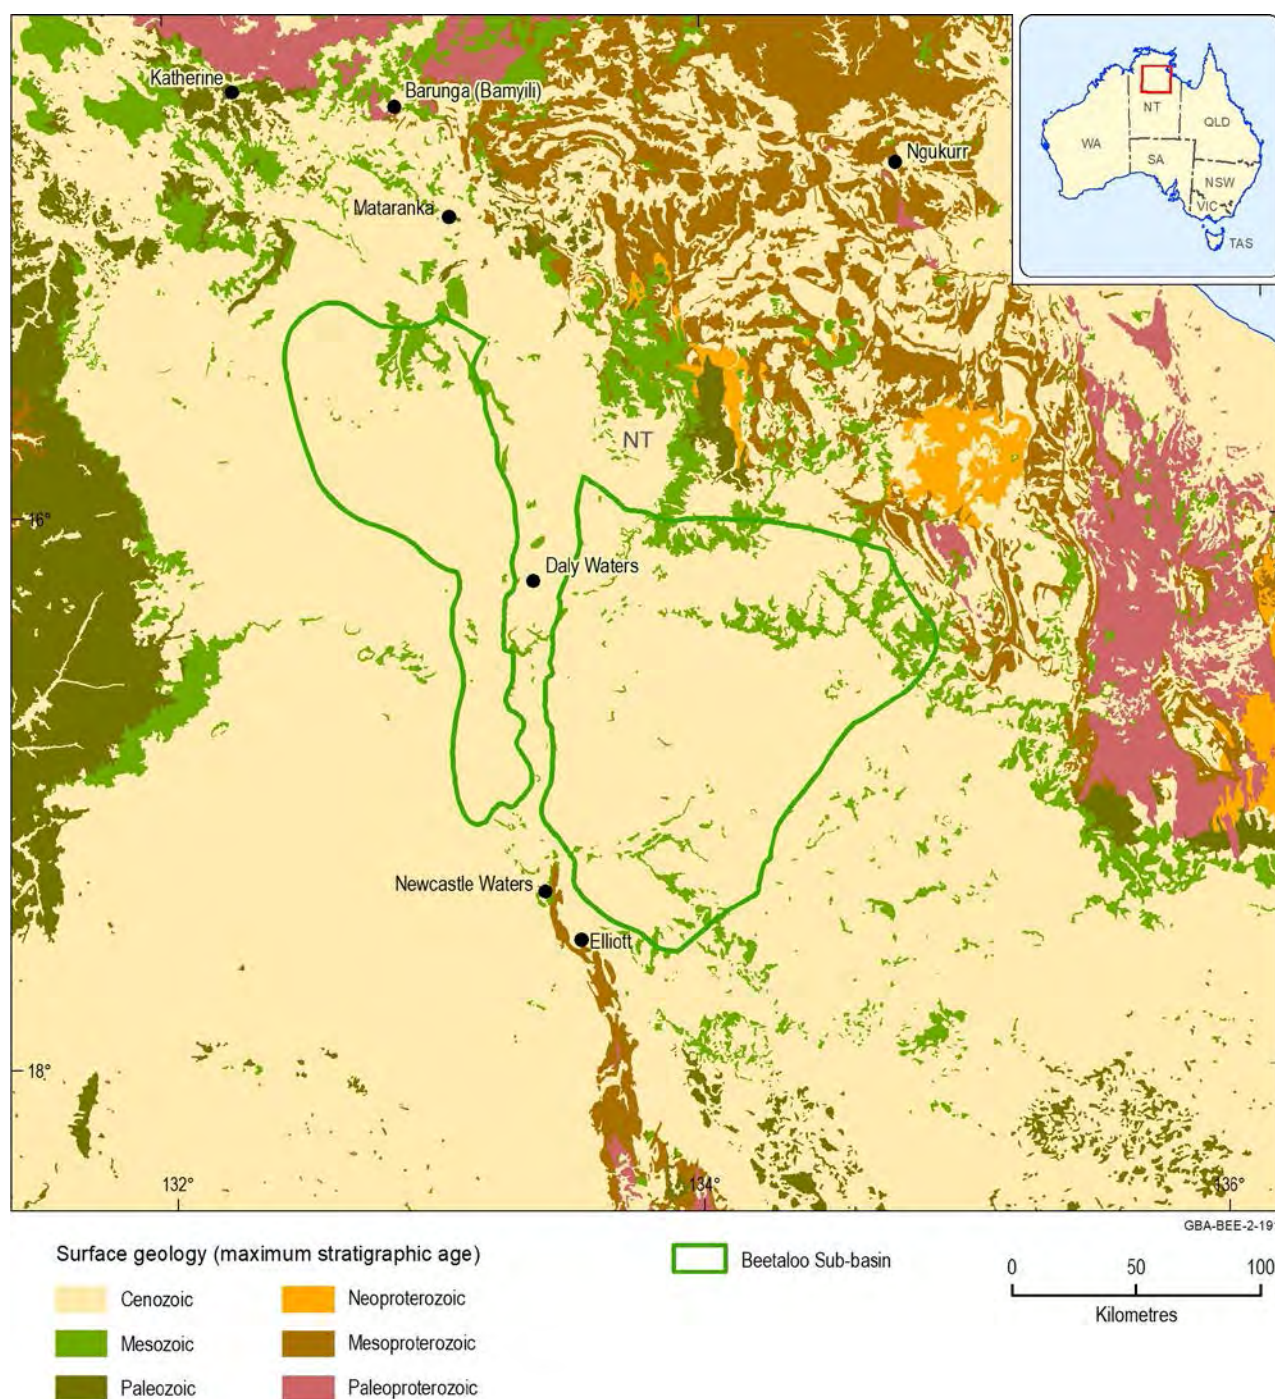 Katherine
Barunga (Bamyili)
Ngukurr
Mataranka
NT
WA
QLD
SA
NSW
VIC
TAS
NT
16°
Daly Waters
Newcastle Waters
Elliott
18°
132°
134°
136°
GBA-BEE-2-191
Surface geology (maximum stratigraphic age)
Cenozoic
Mesozoic
Paleozoic
Neoproterozoic
Mesoproterozoic
Paleoproterozoic
Beetaloo Sub-basin
0 50 100
Kilometres